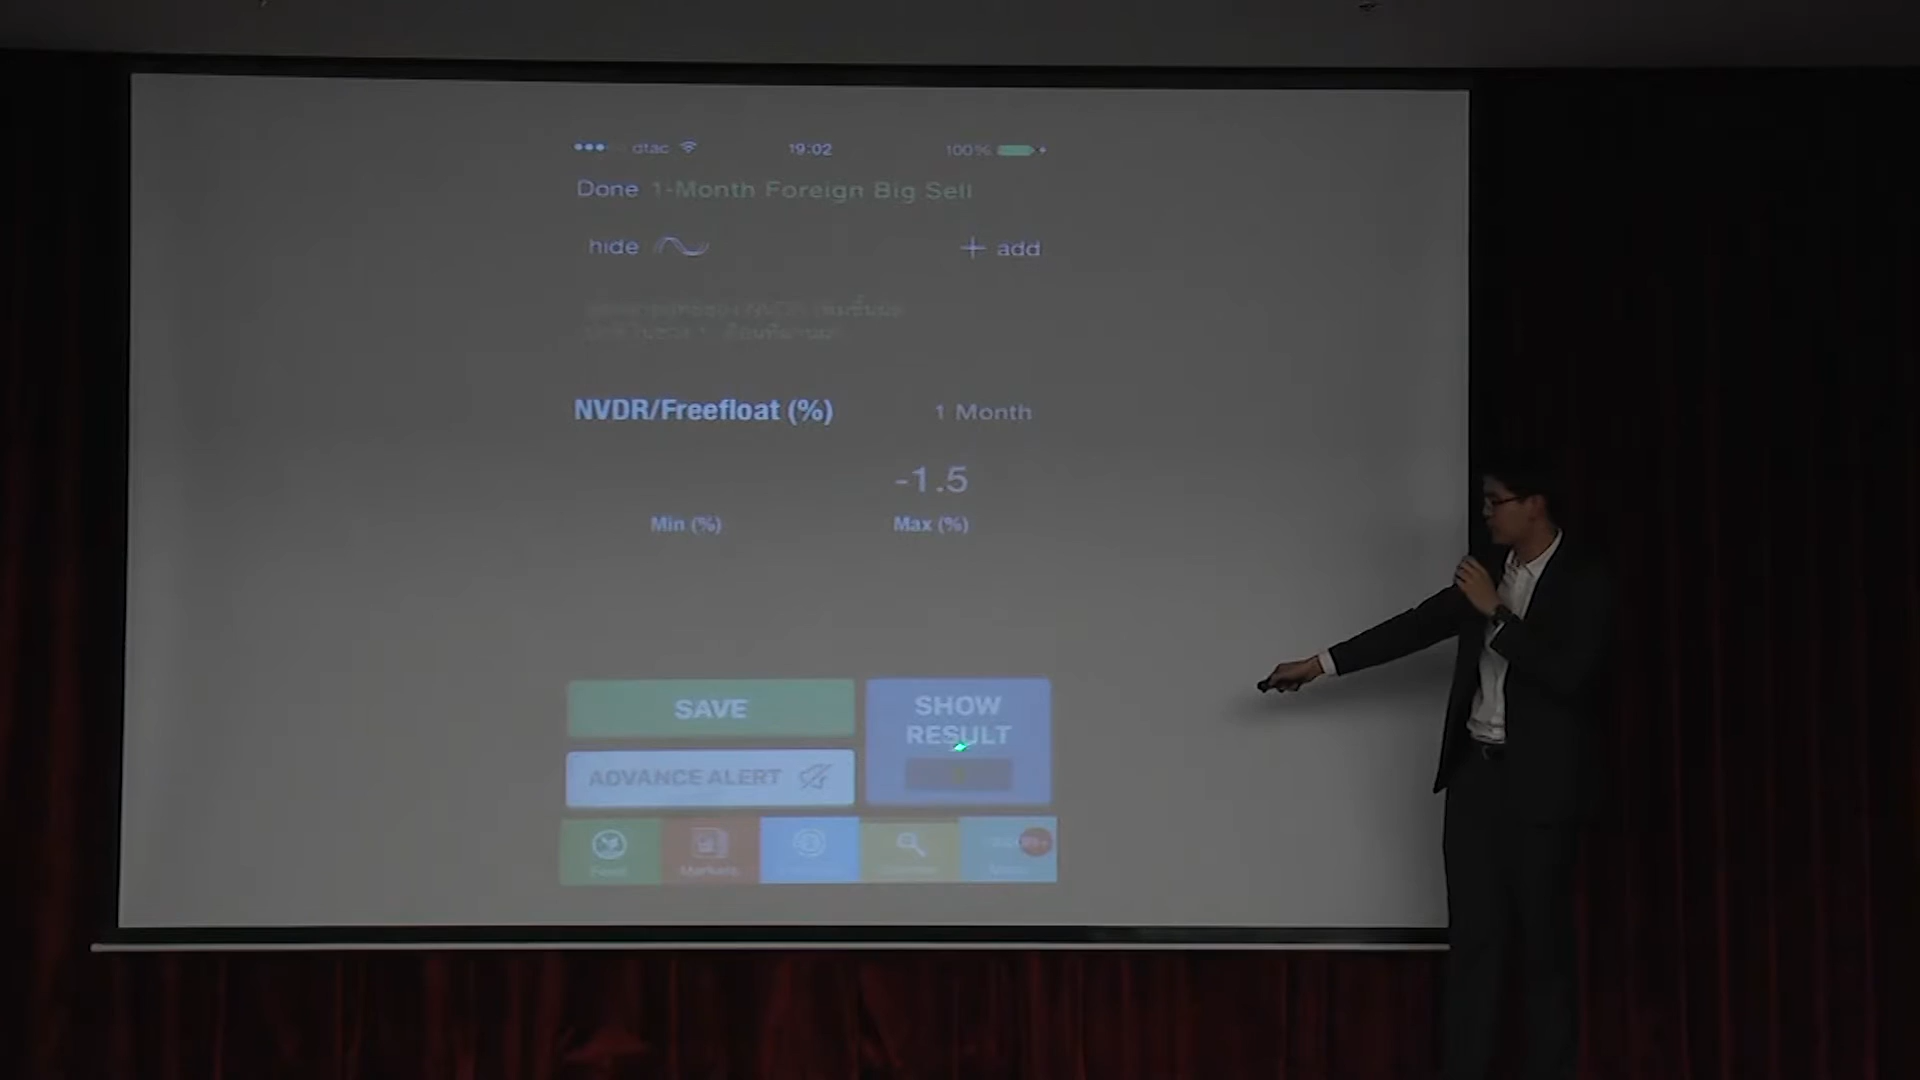 dtac 19:02 100%
Done 1-Month Foreign Big Sell
hide + add
NVDR/Freefloat (%) 1 Month
-1.5
Min (%) Max (%)
SAVE
SHOW
RESULT
ADVANCE ALERT
Markets